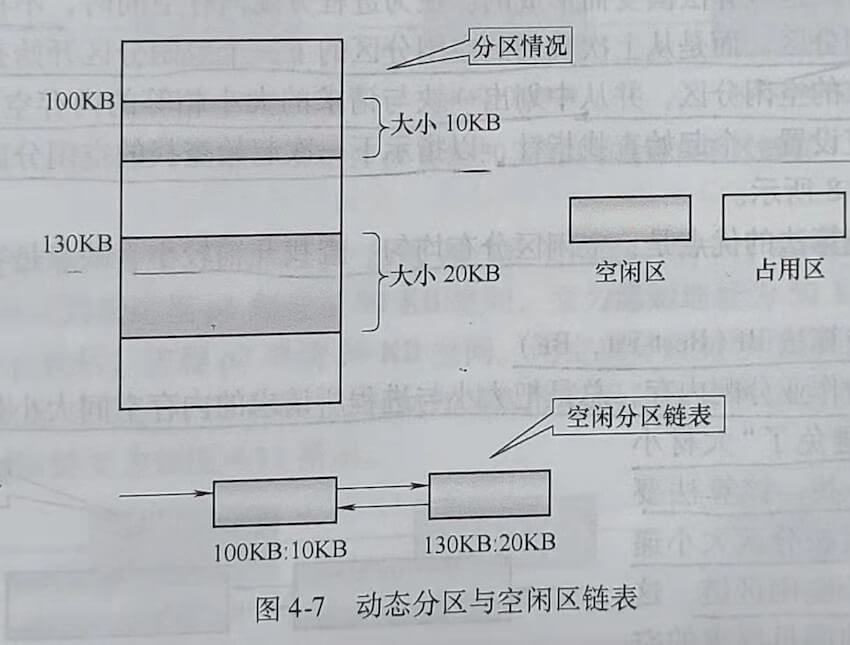 分区情况
100KB
大小 10KB
130KB
大小 20KB
空闲区
占用区
空闲分区链表
100KB:10KB
130KB:20KB
图 4-7 动态分区与空闲区链表